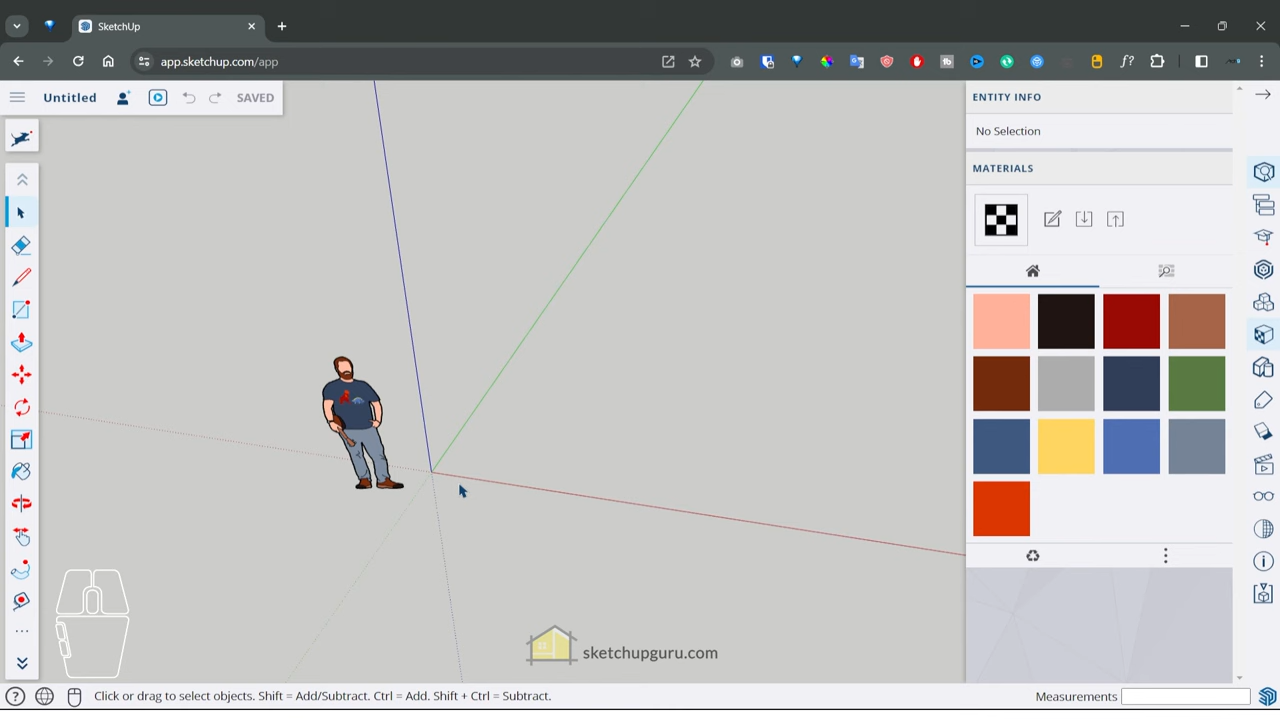 SketchUp
app.sketchup.com/app
Untitled
SAVED
ENTITY INFO
No Selection
MATERIALS
sketchupguru.com
Click or drag to select objects. Shift = Add/Subtract. Ctrl = Add. Shift + Ctrl = Subtract.
Measurements